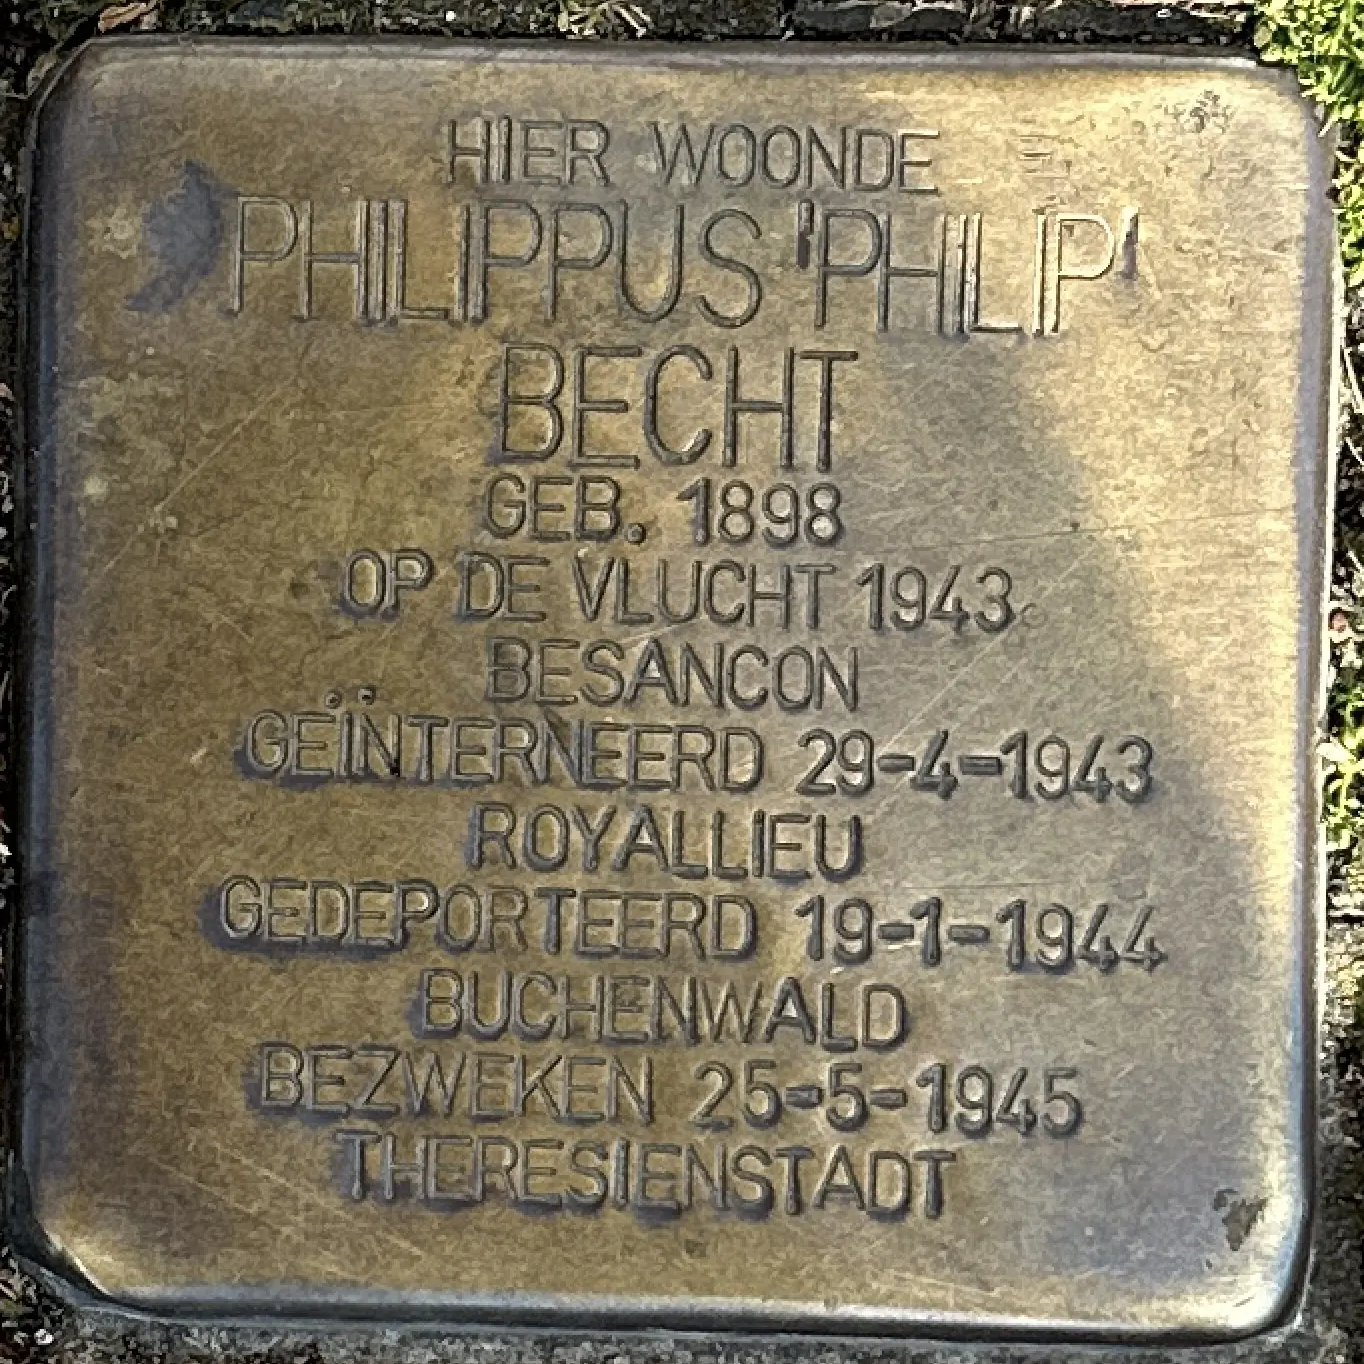 HIER WOONDE
PHILIPPUS 'PHILIP'
BECHT
GEB. 1898
OP DE VLUCHT 1943
BESANCON
GEÏNTERNEERD 29-4-1943
ROYALLIEU
GEDEPORTEERD 19-1-1944
BUCHENWALD
BEZWEKEN 25-5-1945
THERESIENSTADT